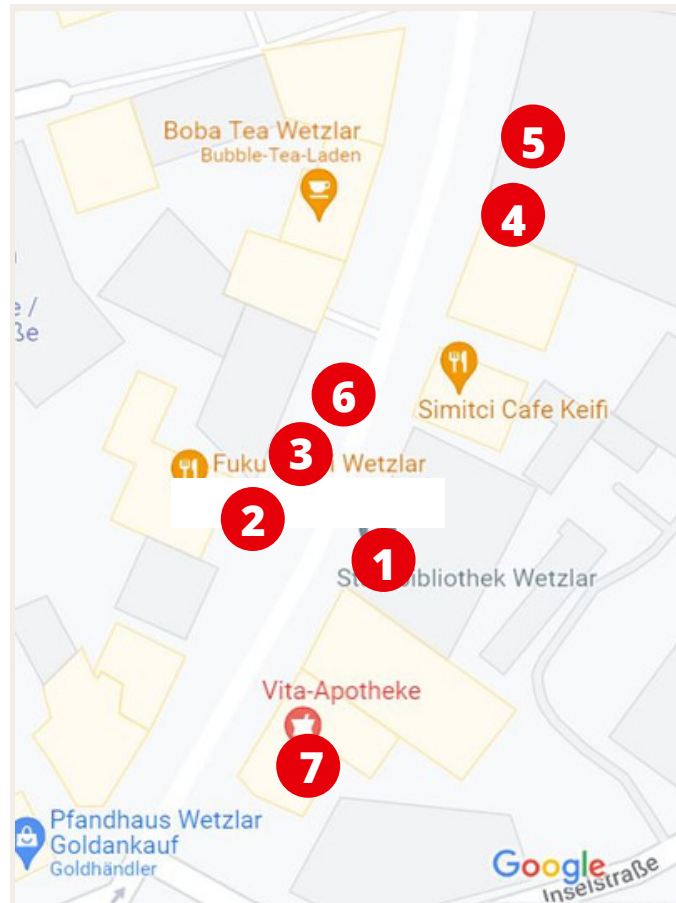 Boba Tea Wetzlar
Bubble-Tea-Laden
5
4
e /
ße
6
Simitci Cafe Keifi
3
Fuku Wetzlar
2
1
bibliothek Wetzlar
Vita-Apotheke
7
Pfandhaus Wetzlar
Goldankauf
Goldhändler
Google
Inselstraße